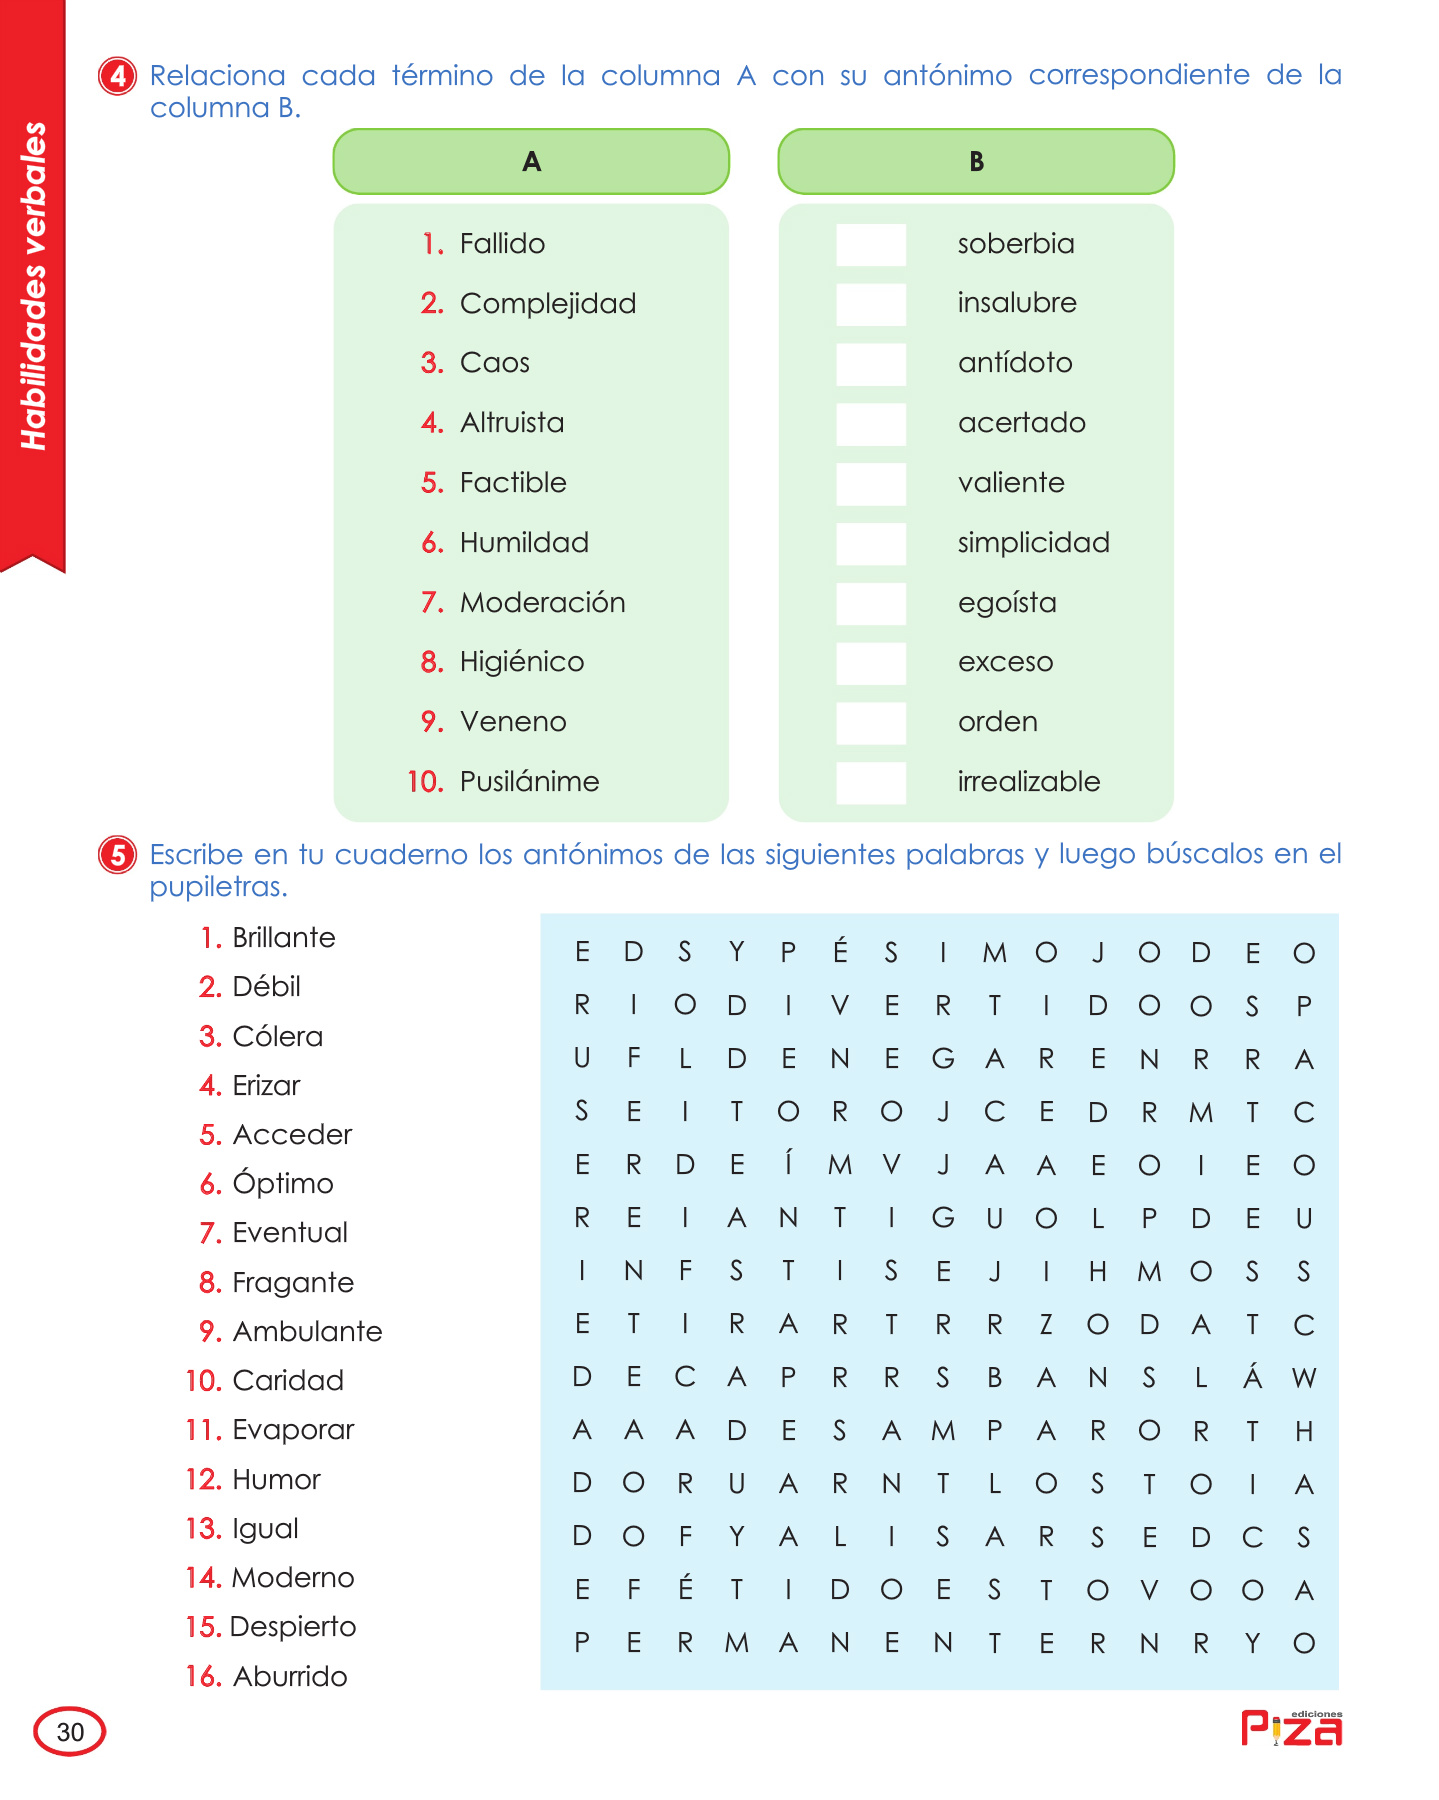 Habilidades verbales
4 Relaciona cada término de la columna A con su antónimo correspondiente de la
columna B.
A
B
1. Fallido
soberbia
2. Complejidad
insalubre
3. Caos
antídoto
4. Altruista
acertado
5. Factible
valiente
6. Humildad
simplicidad
7. Moderación
egoísta
8. Higiénico
exceso
9. Veneno
orden
10. Pusilánime
irrealizable
5 Escribe en tu cuaderno los antónimos de las siguientes palabras y luego búscalos en el
pupiletras.
1. Brillante
2. Débil
3. Cólera
4. Erizar
5. Acceder
6. Óptimo
7. Eventual
8. Fragante
9. Ambulante
10. Caridad
11. Evaporar
12. Humor
13. Igual
14. Moderno
15. Despierto
16. Aburrido
E D S Y P É S I M O J O D E O
R I O D I V E R T I D O O S P
U F L D E N E G A R E N R R A
S E I T O R O J C E D R M T C
E R D E Í M V J A A E O I E O
R E I A N T I G U O L P D E U
I N F S T I S E J I H M O S S
E T I R A R T R R Z O D A T C
D E C A P R R S B A N S L Á W
A A A D E S A M P A R O R T H
D O R U A R N T L O S T O I A
D O F Y A L I S A R S E D C S
E F É T I D O E S T O V O O A
P E R M A N E N T E R N R Y O
30
ediciones
Piza